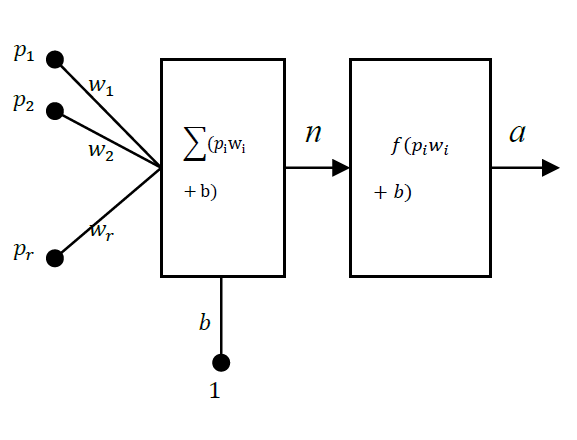 p₁
w₁
p₂
w₂
pᵣ
wᵣ
∑(pᵢwᵢ
+ b)
n
f(pᵢwᵢ
+ b)
a
b
1